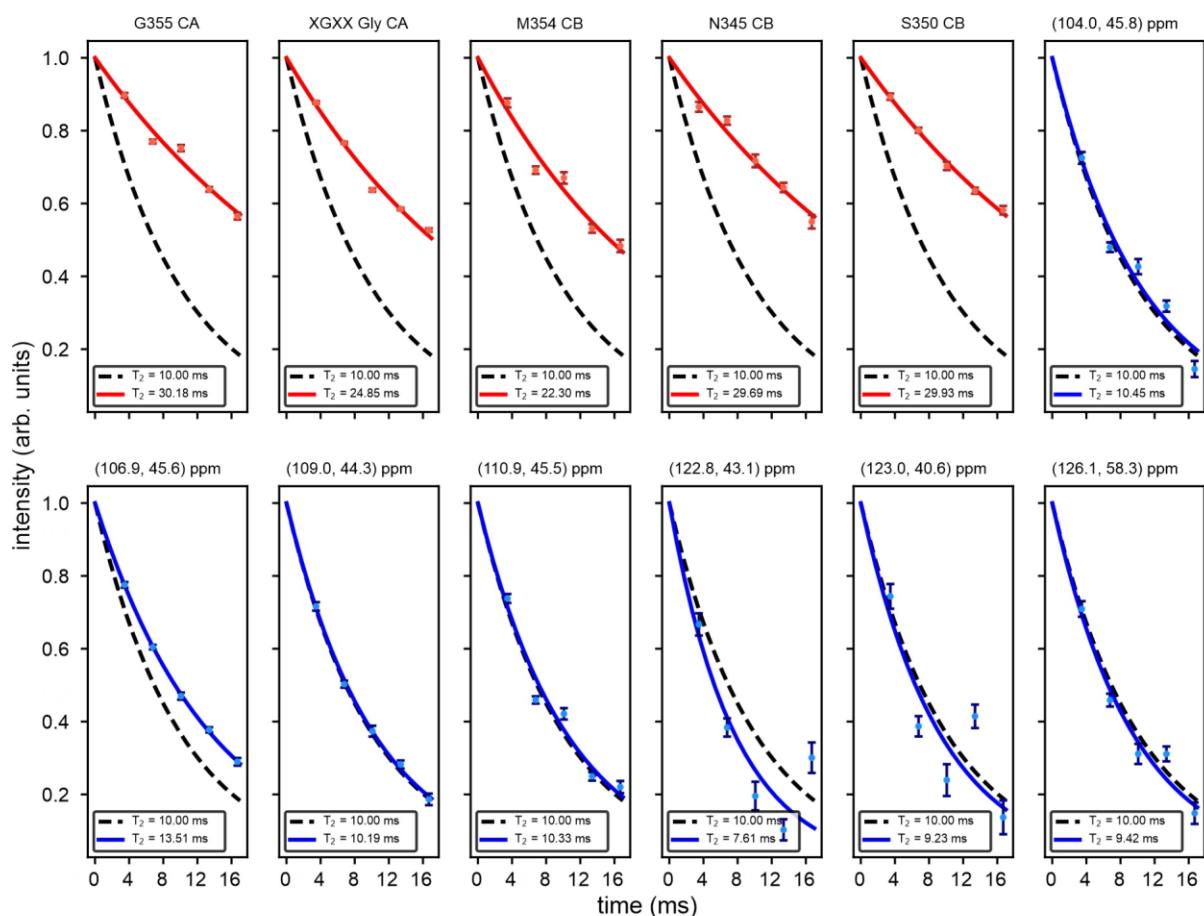 G355 CA
XGXX Gly CA
M354 CB
N345 CB
S350 CB
(104.0, 45.8) ppm
1.0
0.8
0.6
0.4
0.2
T₂ = 10.00 ms
T₂ = 30.18 ms
T₂ = 10.00 ms
T₂ = 24.85 ms
T₂ = 10.00 ms
T₂ = 22.30 ms
T₂ = 10.00 ms
T₂ = 29.69 ms
T₂ = 10.00 ms
T₂ = 29.93 ms
T₂ = 10.00 ms
T₂ = 10.45 ms
intensity (arb. units)
(106.9, 45.6) ppm
(109.0, 44.3) ppm
(110.9, 45.5) ppm
(122.8, 43.1) ppm
(123.0, 40.6) ppm
(126.1, 58.3) ppm
1.0
0.8
0.6
0.4
0.2
T₂ = 10.00 ms
T₂ = 13.51 ms
T₂ = 10.00 ms
T₂ = 10.19 ms
T₂ = 10.00 ms
T₂ = 10.33 ms
T₂ = 10.00 ms
T₂ = 7.61 ms
T₂ = 10.00 ms
T₂ = 9.23 ms
T₂ = 10.00 ms
T₂ = 9.42 ms
0 4 8 12 16
0 4 8 12 16
0 4 8 12 16
0 4 8 12 16
0 4 8 12 16
0 4 8 12 16
time (ms)